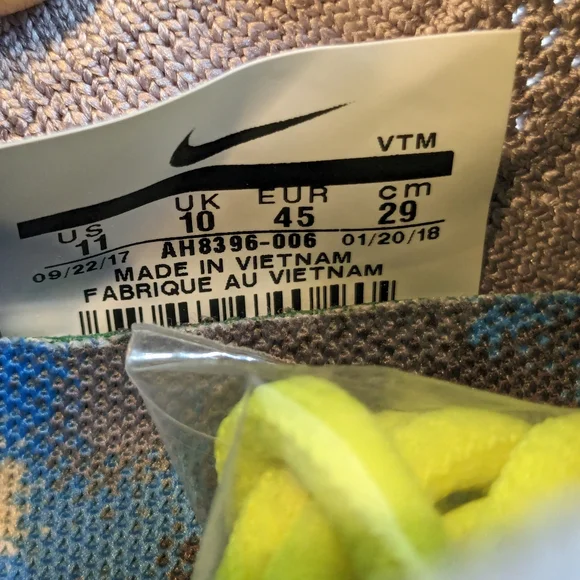 VTM
US UK EUR cm
11 10 45 29
09/22/17 AH8396-006 01/20/18
MADE IN VIETNAM
FABRIQUE AU VIETNAM